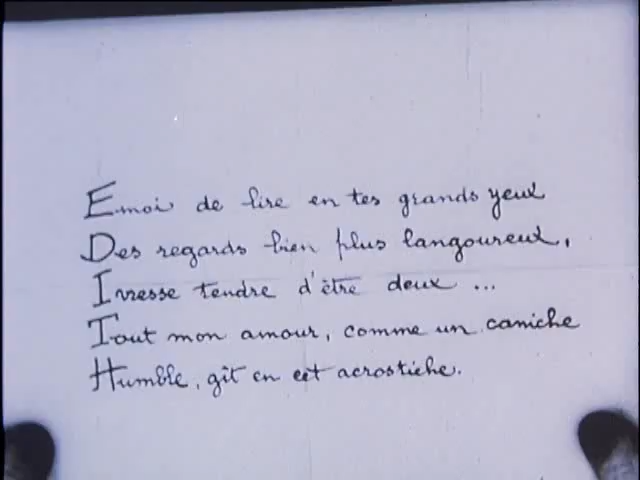 Emoi de lire en tes grands yeux
Des regards bien plus langoureux,
Ivresse tendre d'être deux ...
Tout mon amour, comme un caniche
Humble, gît en cet acrostiche.